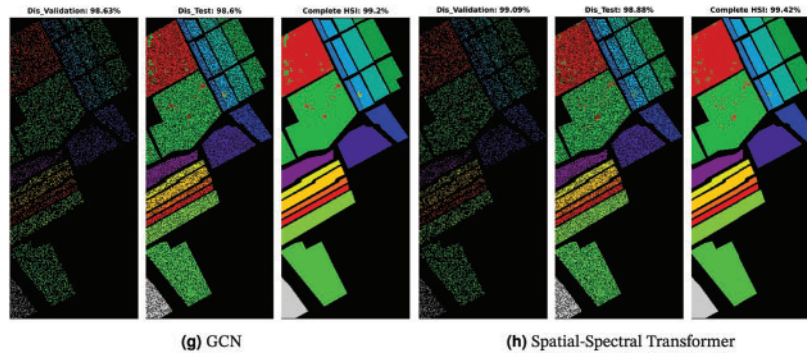 Dis_Validation: 98.63% Dis_Test: 98.6% Complete HSI: 99.2% Dis_Validation: 99.09% Dis_Test: 98.88% Complete HSI: 99.42%
(g) GCN (h) Spatial-Spectral Transformer